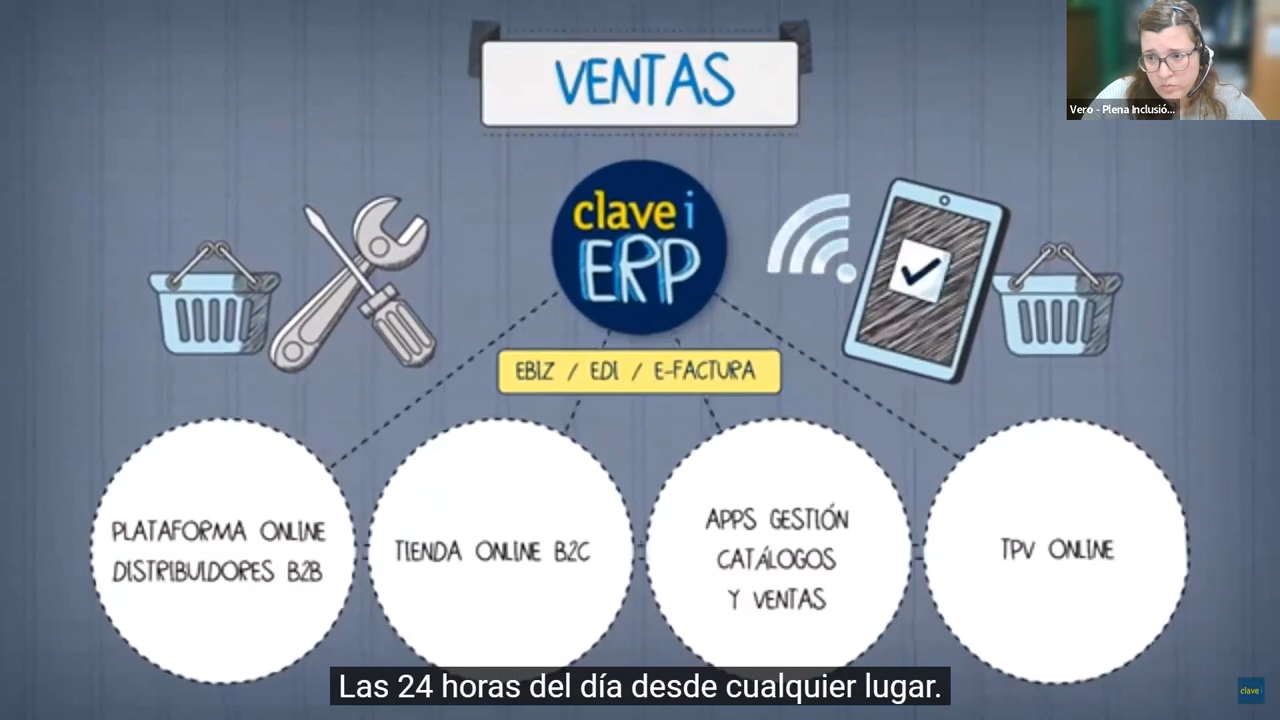 VENTAS
Vero - Plena Inclusió...
clave i
ERP
EBIZ / EDI / E-FACTURA
PLATAFORMA ONLINE
DISTRIBUIDORES B2B
TIENDA ONLINE B2C
APPS GESTIÓN
CATÁLOGOS
Y VENTAS
TPV ONLINE
Las 24 horas del día desde cualquier lugar.
clave